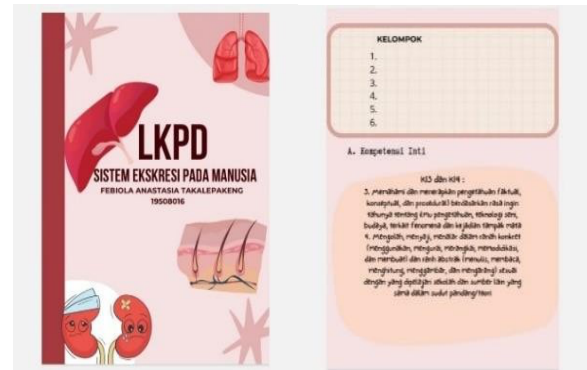 LKPD
SISTEM EKSKRESI PADA MANUSIA
FEBIOLA ANASTASIA TAKALEPAKENG
19508016
KELOMPOK
1.
2.
3.
4.
5.
6.
A. Kompetensi Inti
KI3 dan KI4 :
3. Memahami dan menerapkan pengetahuan faktual,
konseptual, dan prosedural) berdasarkan rasa ingin
tahunya tentang ilmu pengetahuan, teknologi seni,
budaya, terkait fenomena dan kejadian tampak mata
4. Mengolah, menyaji, menalar dalam ranah konkret
(menggunakan, mengurai, merangkai, memodifikasi,
dan membuat) dan ranah abstrak (menulis, membaca,
menghitung, menggambar, dan mengarang) sesuai
dengan yang dipelajari sekolah dan sumber lain yang
sama dalam sudut pandang/teori